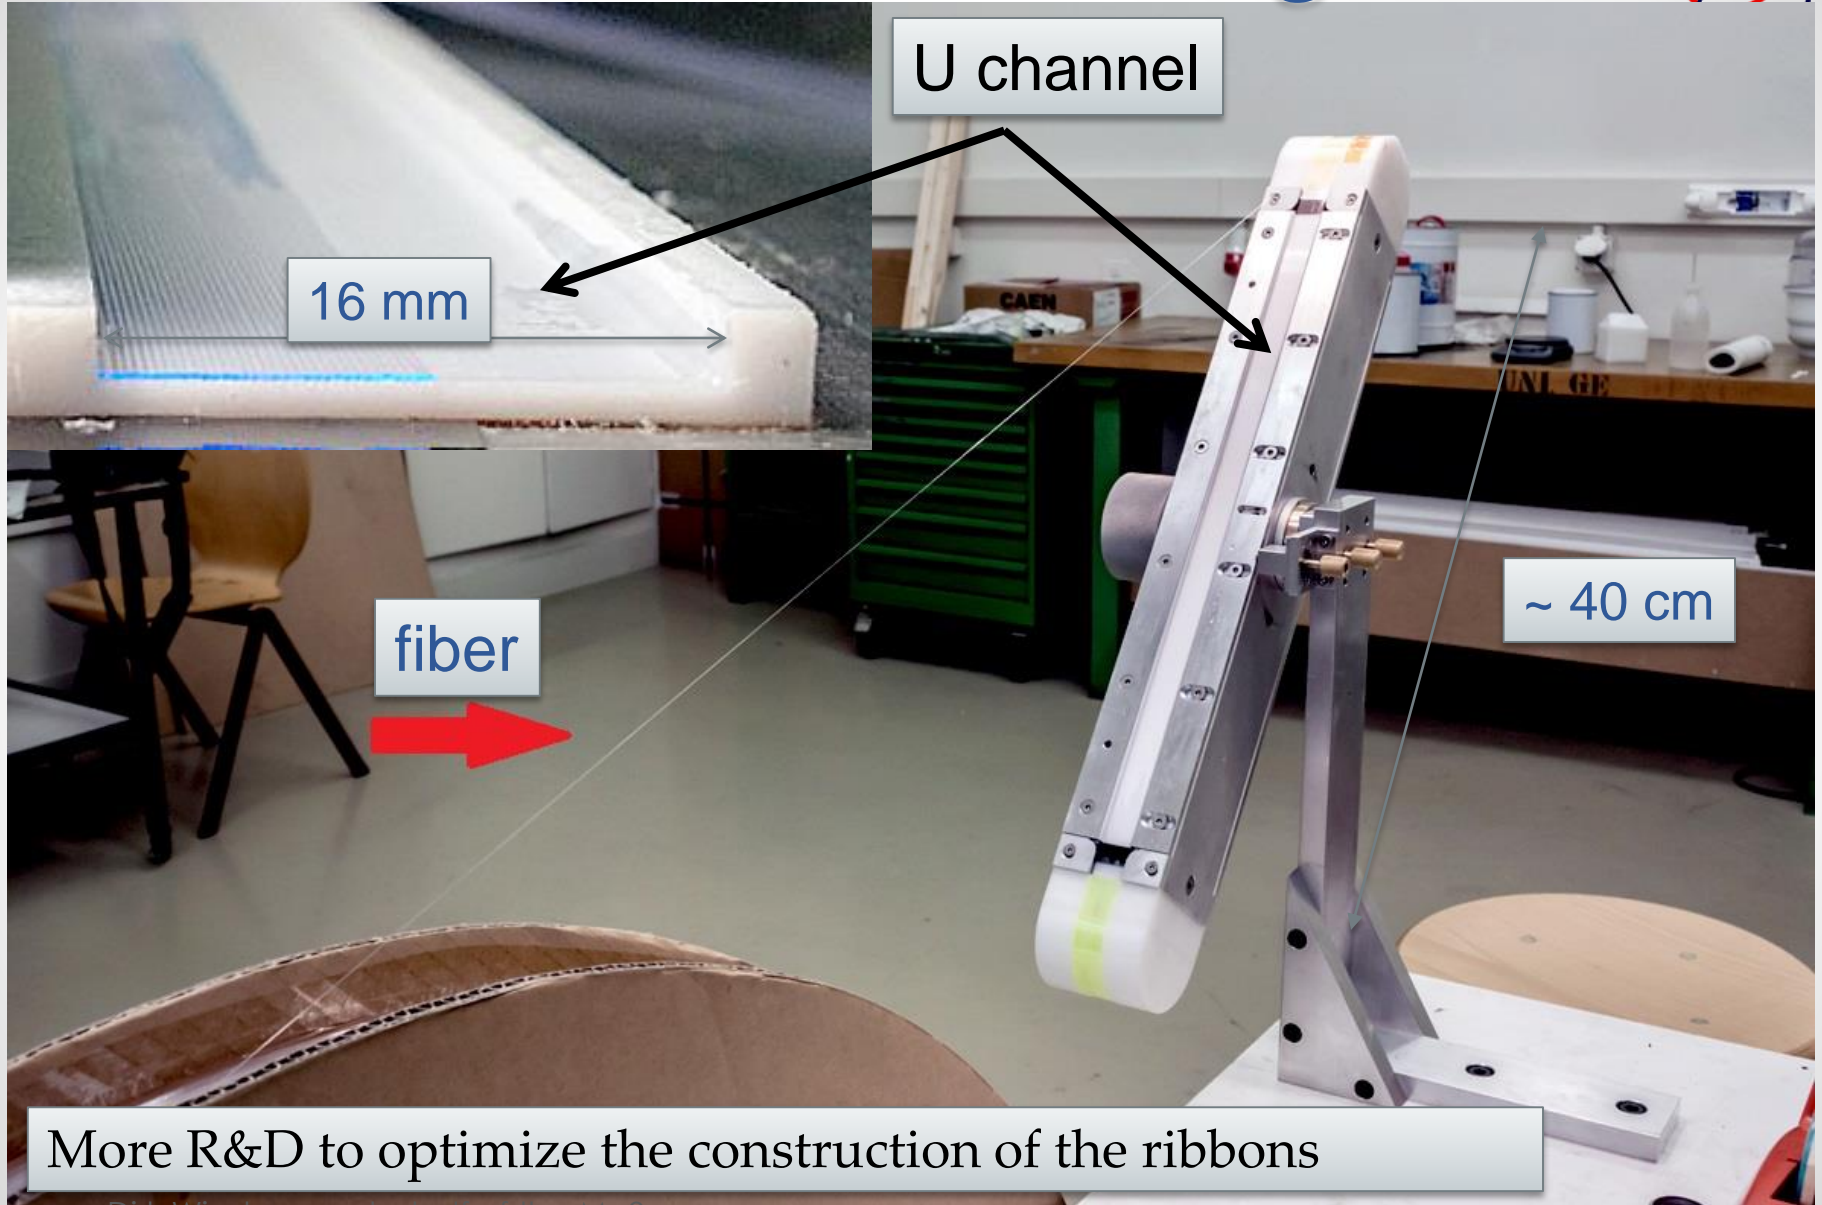 U channel
16 mm
CAEN
UNI GE
~ 40 cm
fiber
More R&D to optimize the construction of the ribbons